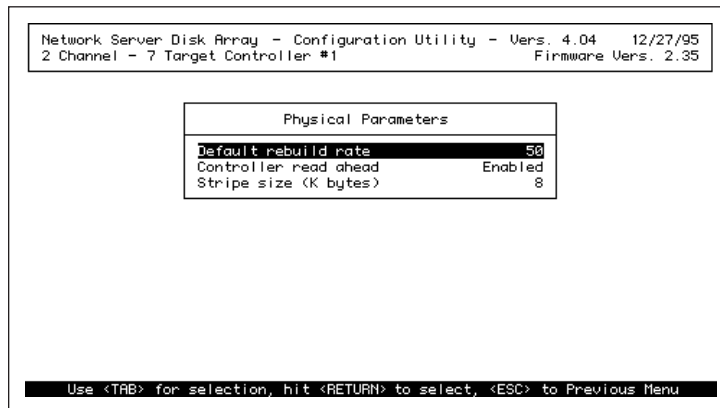 Network Server Disk Array - Configuration Utility - Vers. 4.04 12/27/95
2 Channel - 7 Target Controller #1 Firmware Vers. 2.35
Physical Parameters
Default rebuild rate 50
Controller read ahead Enabled
Stripe size (K bytes) 8
Use <TAB> for selection, hit <RETURN> to select, <ESC> to Previous Menu